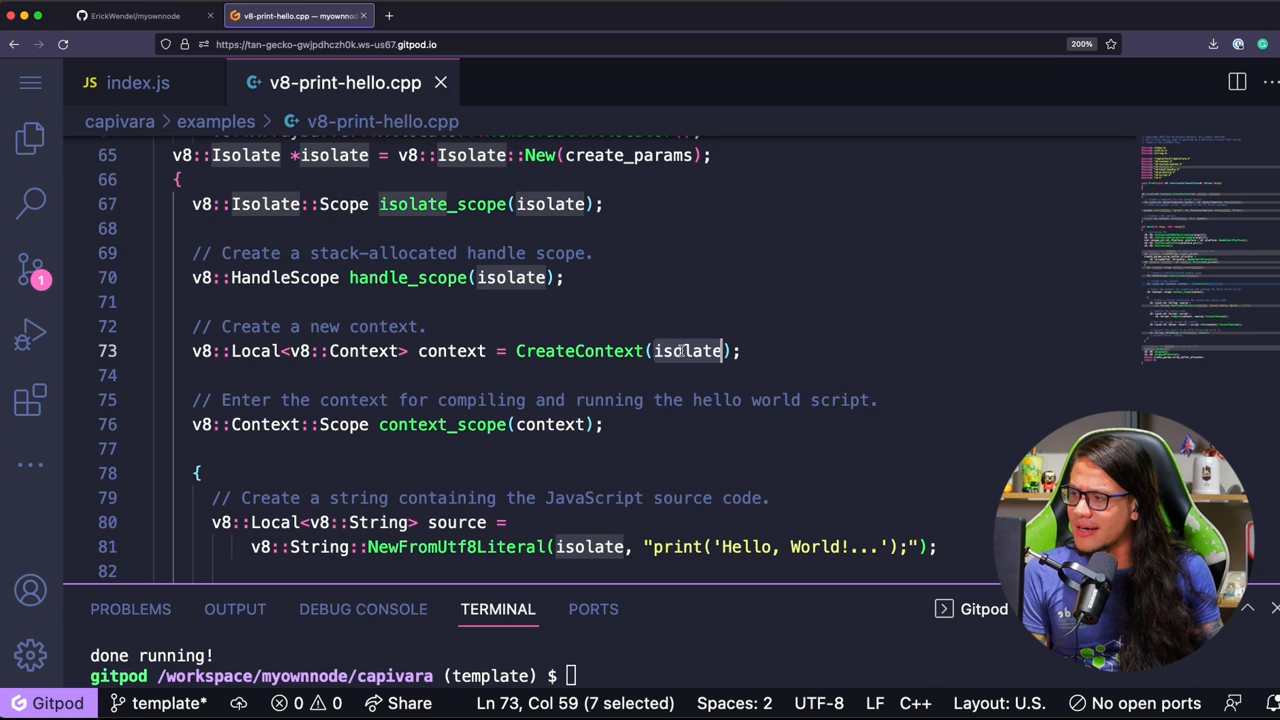 ErickWendel/myownnode
v8-print-hello.cpp — myownnod
https://tan-gecko-gwjpdhczh0k.ws-us67.gitpod.io
200%
JS index.js
v8-print-hello.cpp
capivara > examples > v8-print-hello.cpp
65 v8::Isolate *isolate = v8::Isolate::New(create_params);
66 {
67 v8::Isolate::Scope isolate_scope(isolate);
68
69 // Create a stack-allocated handle scope.
70 v8::HandleScope handle_scope(isolate);
71
72 // Create a new context.
73 v8::Local<v8::Context> context = CreateContext(isolate);
74
75 // Enter the context for compiling and running the hello world script.
76 v8::Context::Scope context_scope(context);
77
78 {
79 // Create a string containing the JavaScript source code.
80 v8::Local<v8::String> source =
81 v8::String::NewFromUtf8Literal(isolate, "print('Hello, World!...');");
82
1
PROBLEMS OUTPUT DEBUG CONSOLE TERMINAL PORTS
Gitpod
done running!
gitpod /workspace/myownnode/capivara (template) $
Gitpod template* 0 0 Share Ln 73, Col 59 (7 selected) Spaces: 2 UTF-8 LF C++ Layout: U.S. No open ports